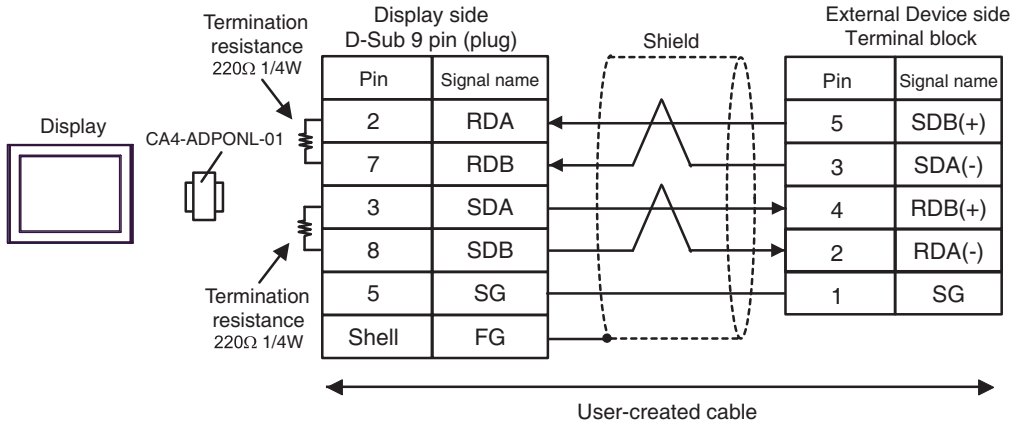 Termination
resistance
220Ω 1/4W
Display side
D-Sub 9 pin (plug)
Shield
External Device side
Terminal block
Display
CA4-ADPONL-01
Pin Signal name
2 RDA
7 RDB
3 SDA
8 SDB
5 SG
Shell FG
Pin Signal name
5 SDB(+)
3 SDA(-)
4 RDB(+)
2 RDA(-)
1 SG
Termination
resistance
220Ω 1/4W
User-created cable